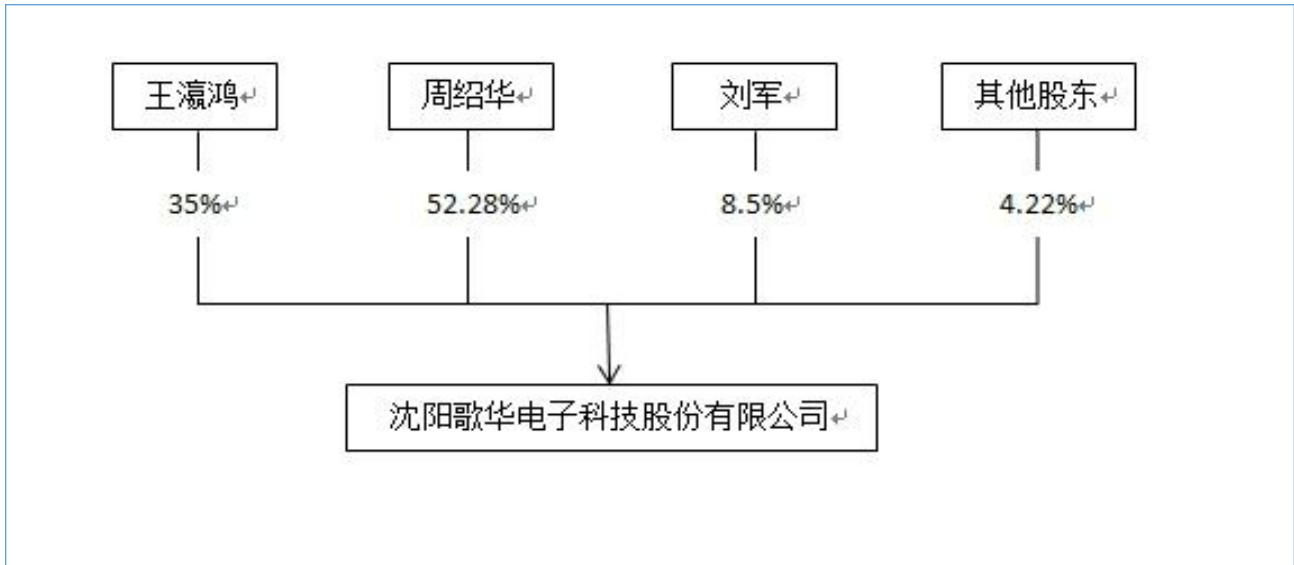 王瀛鸿
周绍华
刘军
其他股东
35%
52.28%
8.5%
4.22%
沈阳歌华电子科技股份有限公司